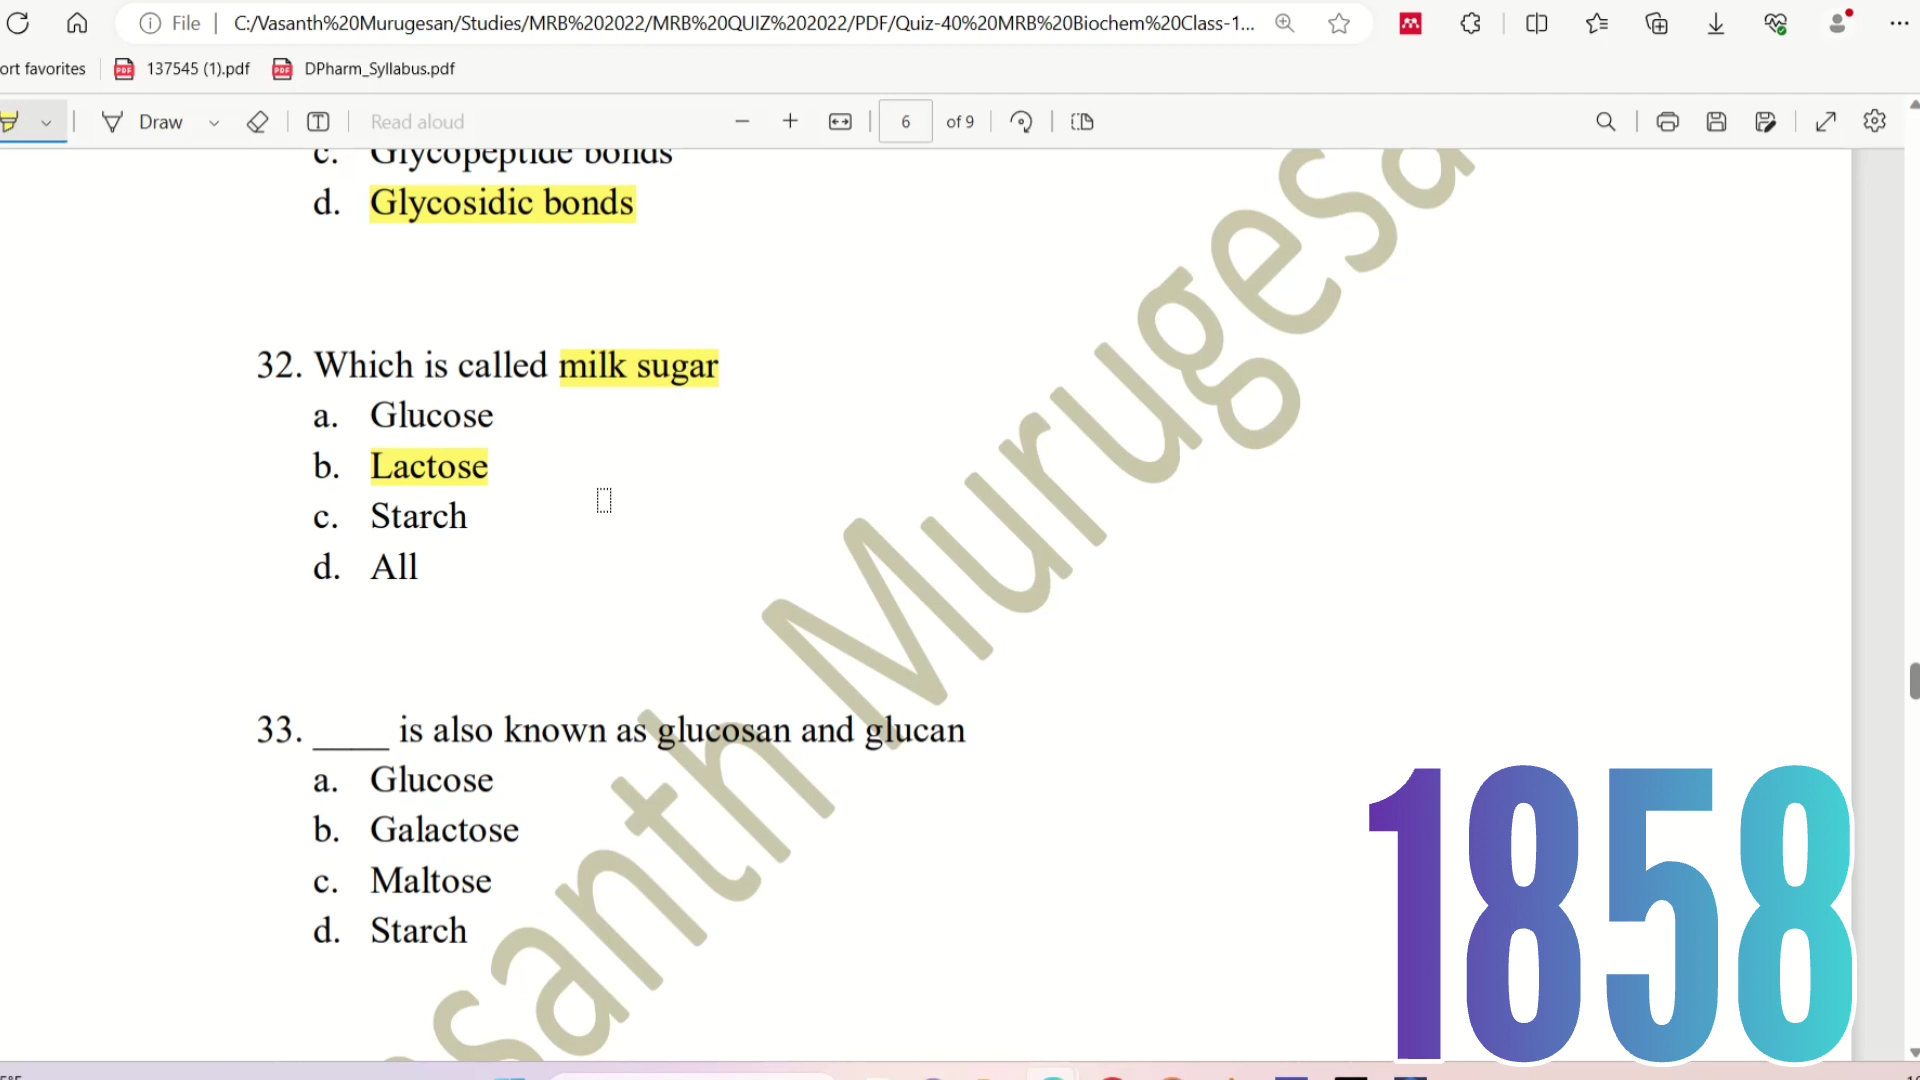 File
C:/Vasanth%20Murugesan/Studies/MRB%202022/MRB%20QUIZ%202022/PDF/Quiz-40%20MRB%20Biochem%20Class-1...
ort favorites
137545 (1).pdf
DPharm_Syllabus.pdf
Draw
Read aloud
6 of 9
c. Glycopeptide bonds
d. Glycosidic bonds
32. Which is called milk sugar
a. Glucose
b. Lactose
c. Starch
d. All
33. ____ is also known as glucosan and glucan
a. Glucose
b. Galactose
c. Maltose
d. Starch
santh Murugesa
1858